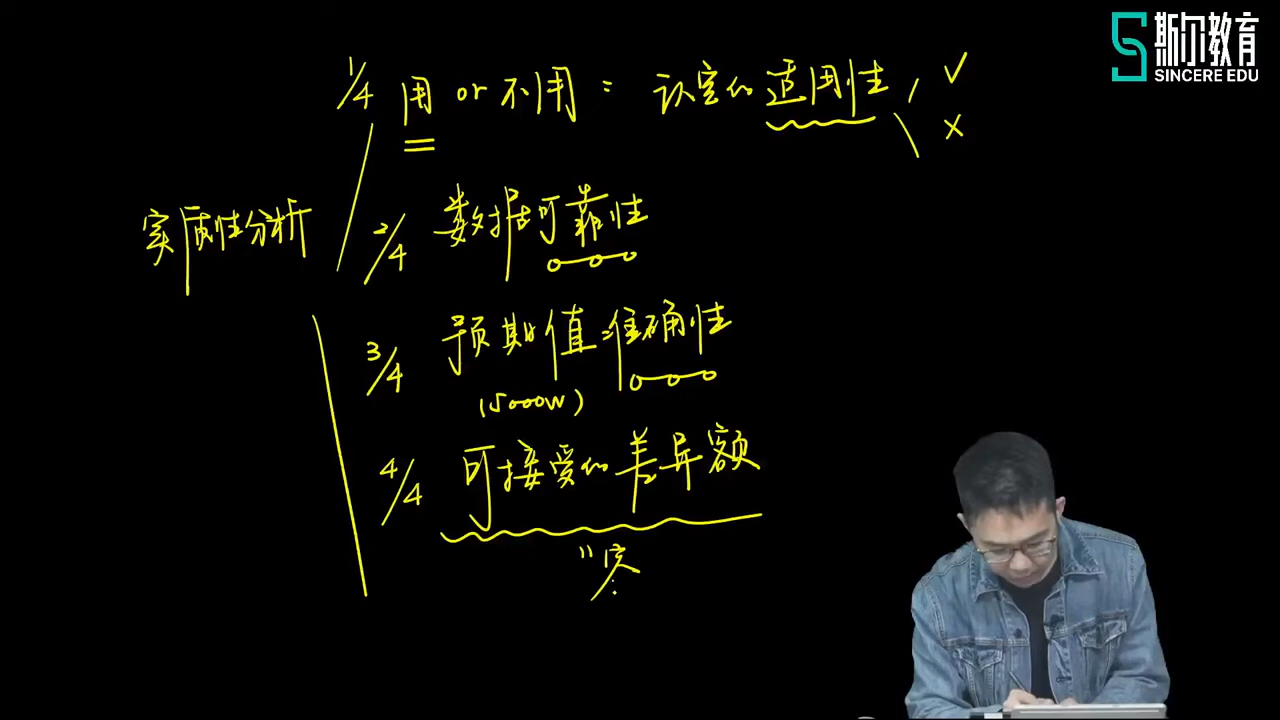 斯尔教育
SINCERE EDU
1/4 用 or 不用 : 认定的适用性 √
×
实质性分析
2/4 数据可靠性
3/4 预期值准确性
(5000W)
4/4 可接受的差异额